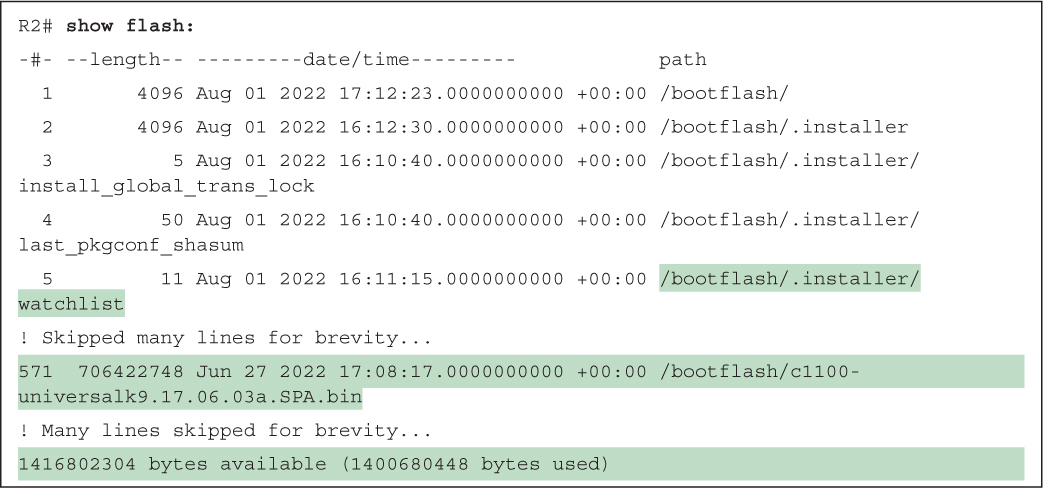 R2# show flash:
-#- --length-- ---------date/time--------- path
1 4096 Aug 01 2022 17:12:23.0000000000 +00:00 /bootflash/
2 4096 Aug 01 2022 16:12:30.0000000000 +00:00 /bootflash/.installer
3 5 Aug 01 2022 16:10:40.0000000000 +00:00 /bootflash/.installer/
install_global_trans_lock
4 50 Aug 01 2022 16:10:40.0000000000 +00:00 /bootflash/.installer/
last_pkgconf_shasum
5 11 Aug 01 2022 16:11:15.0000000000 +00:00 /bootflash/.installer/
watchlist
! Skipped many lines for brevity...
571 706422748 Jun 27 2022 17:08:17.0000000000 +00:00 /bootflash/c1100-
universalk9.17.06.03a.SPA.bin
! Many lines skipped for brevity...
1416802304 bytes available (1400680448 bytes used)